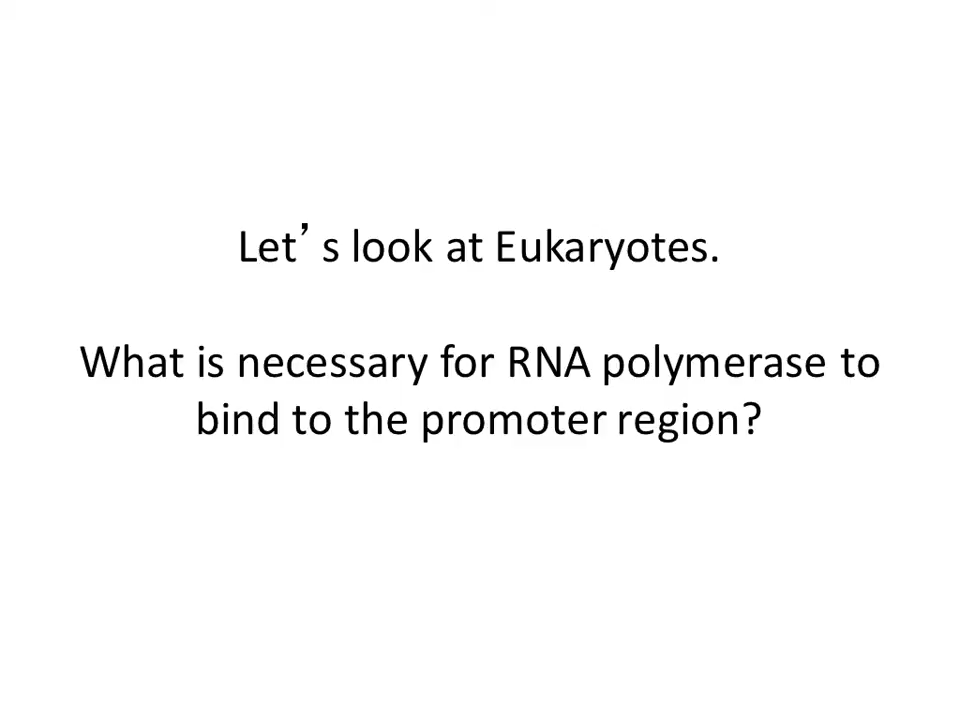 Let’s look at Eukaryotes.
What is necessary for RNA polymerase to
bind to the promoter region?